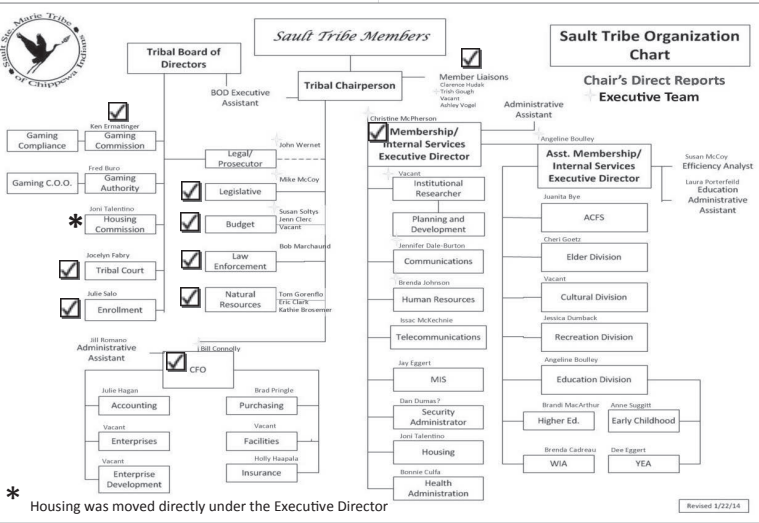 Sault Ste. Marie Tribe
of Chippewa Indians
Sault Tribe Members
Sault Tribe Organization
Chart
Chair's Direct Reports
Executive Team
Tribal Board of
Directors
BOD Executive
Assistant
Tribal Chairperson
Member Liaisons
Clarence Hudak
Trish Gough
Vacant
Ashley Vogel
Administrative
Assistant
Ken Ermatinger
Gaming
Compliance
Gaming
Commission
Fred Buro
Gaming C.O.O.
Gaming
Authority
Joni Talentino
*
Housing
Commission
Jocelyn Fabry
Tribal Court
Julie Salo
Enrollment
John Wernet
Legal/
Prosecutor
Mike McCoy
Legislative
Susan Soltys
Jenn Clerc
Vacant
Budget
Bob Marchaund
Law
Enforcement
Tom Gorenflo
Eric Clark
Kathie Brosemer
Natural
Resources
Jill Romano
Administrative
Assistant
Bill Connolly
CFO
Julie Hagan
Accounting
Vacant
Enterprises
Vacant
Enterprise
Development
Brad Pringle
Purchasing
Vacant
Facilities
Holly Haapala
Insurance
Christine McPherson
Membership/
Internal Services
Executive Director
Vacant
Institutional
Researcher
Planning and
Development
Jennifer Dale-Burton
Communications
Brenda Johnson
Human Resources
Issac McKechnie
Telecommunications
Jay Eggert
MIS
Dan Dumas?
Security
Administrator
Joni Talentino
Housing
Bonnie Culfa
Health
Administration
Angeline Boulley
Asst. Membership/
Internal Services
Executive Director
Susan McCoy
Efficiency Analyst
Laura Porterfeild
Education
Administrative
Assistant
Juanita Bye
ACFS
Cheri Goetz
Elder Division
Vacant
Cultural Division
Jessica Dumback
Recreation Division
Angeline Boulley
Education Division
Brandi MacArthur
Higher Ed.
Anne Suggitt
Early Childhood
Brenda Cadreau
WIA
Dee Eggert
YEA
*
Housing was moved directly under the Executive Director
Revised 1/22/14